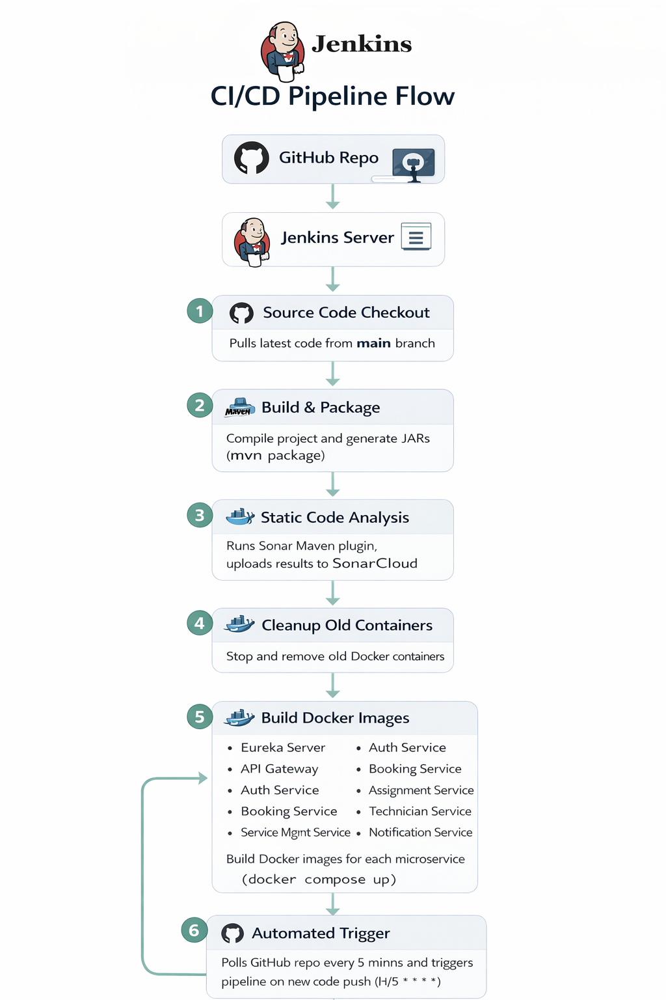 Jenkins
CI/CD Pipeline Flow
GitHub Repo
Jenkins Server
1
Source Code Checkout
Pulls latest code from main branch
2
Maven
Build & Package
Compile project and generate JARs
(mvn package)
3
Static Code Analysis
Runs Sonar Maven plugin,
uploads results to SonarCloud
4
Cleanup Old Containers
Stop and remove old Docker containers
5
Build Docker Images
• Eureka Server
• API Gateway
• Auth Service
• Booking Service
• Service Mgmt Service
• Auth Service
• Booking Service
• Assignment Service
• Technician Service
• Notification Service
Build Docker images for each microservice
(docker compose up)
6
Automated Trigger
Polls GitHub repo every 5 minns and triggers
pipeline on new code push (H/5 * * * *)